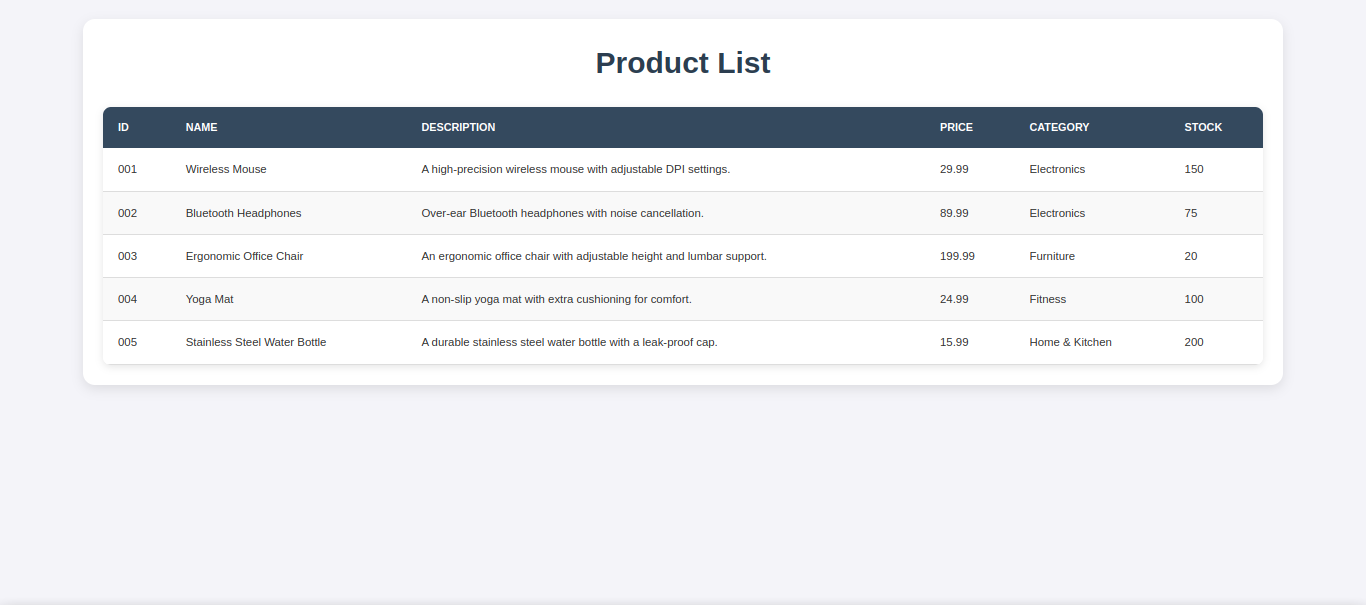 Product List
ID NAME DESCRIPTION PRICE CATEGORY STOCK
001 Wireless Mouse A high-precision wireless mouse with adjustable DPI settings. 29.99 Electronics 150
002 Bluetooth Headphones Over-ear Bluetooth headphones with noise cancellation. 89.99 Electronics 75
003 Ergonomic Office Chair An ergonomic office chair with adjustable height and lumbar support. 199.99 Furniture 20
004 Yoga Mat A non-slip yoga mat with extra cushioning for comfort. 24.99 Fitness 100
005 Stainless Steel Water Bottle A durable stainless steel water bottle with a leak-proof cap. 15.99 Home & Kitchen 200